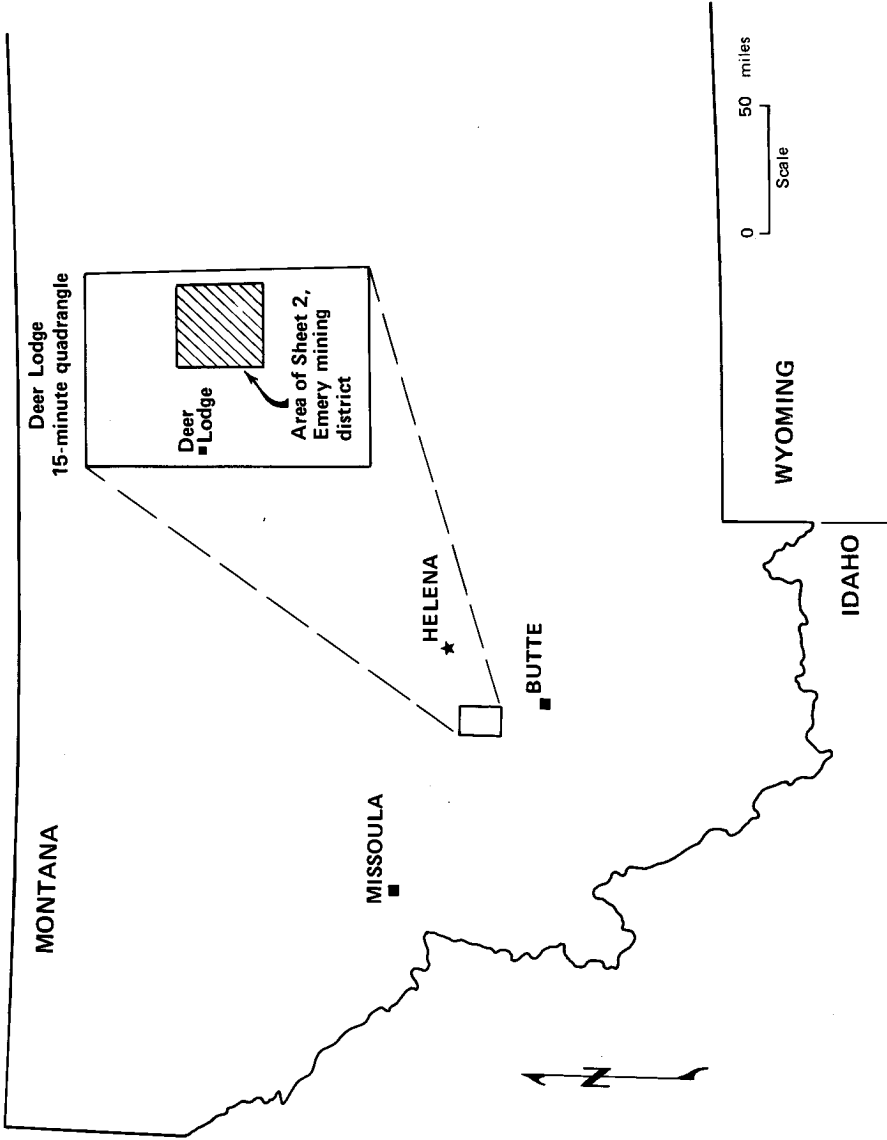 MONTANA
Deer Lodge
15-minute quadrangle
Deer
Lodge
Area of Sheet 2,
Emery mining
district
MISSOULA
HELENA
BUTTE
N
WYOMING
IDAHO
0 50 miles
Scale